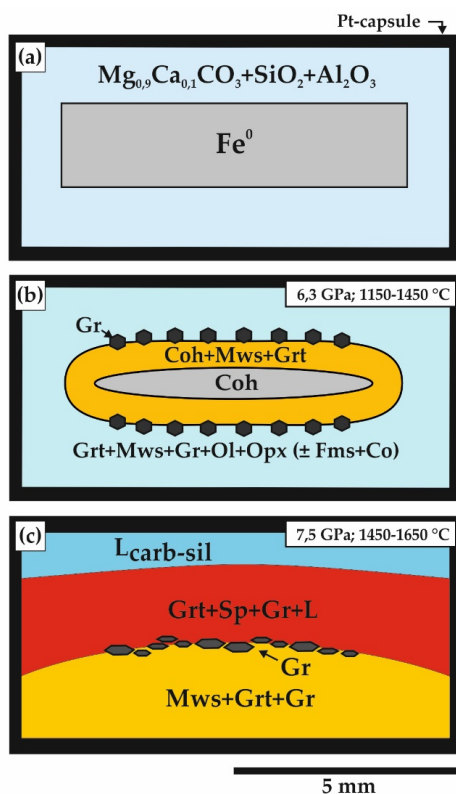 Pt-capsule
(a)
Mg0,9Ca0,1CO3+SiO2+Al2O3
Fe0
(b)
6,3 GPa; 1150-1450 °C
Gr
Coh+Mws+Grt
Coh
Grt+Mws+Gr+Ol+Opx (± Fms+Co)
(c)
7,5 GPa; 1450-1650 °C
Lcarb-sil
Grt+Sp+Gr+L
Gr
Mws+Grt+Gr
5 mm